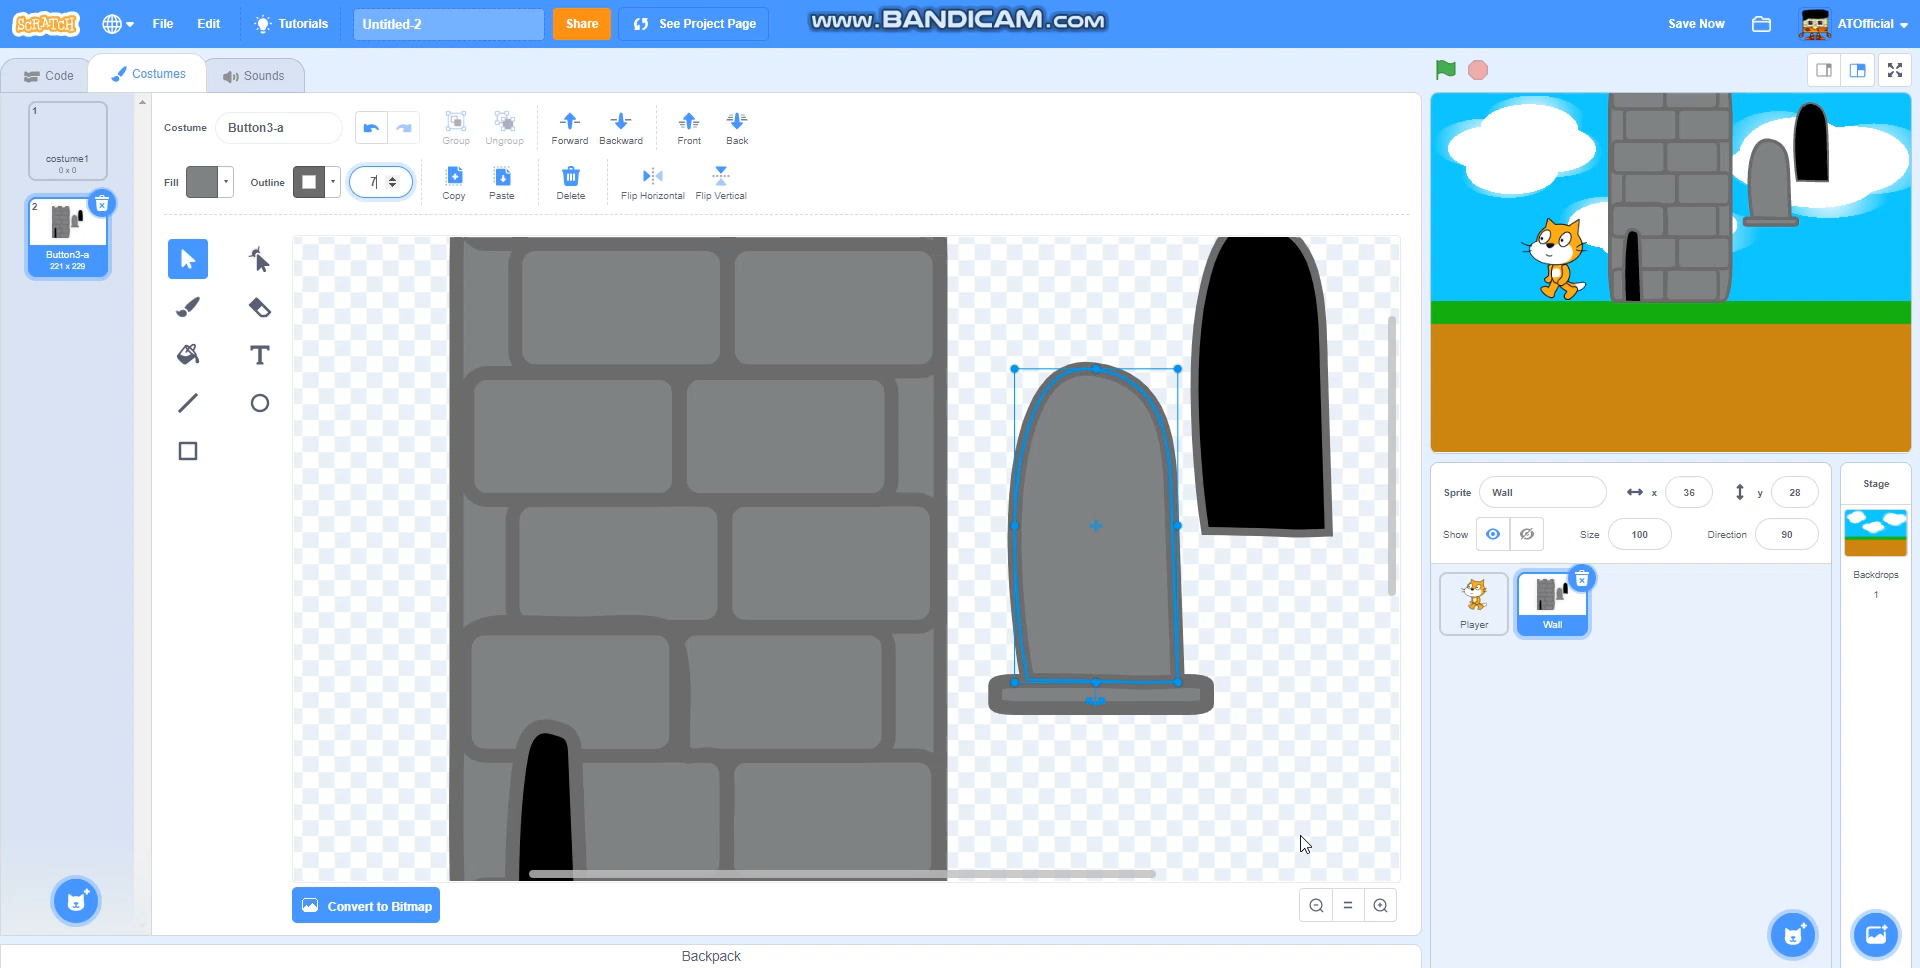 SCRATCH File Edit Tutorials Untitled-2 Share See Project Page www.BANDICAM.com Save Now ATOfficial
Code Costumes Sounds
1
costume1
0 x 0
2
Button3-a
221 x 229
Costume Button3-a Group Ungroup Forward Backward Front Back
Fill Outline 7 Copy Paste Delete Flip Horizontal Flip Vertical
T
Convert to Bitmap
Backpack
Sprite Wall x 36 y 28
Show Size 100 Direction 90
Player
Wall
Stage
Backdrops
1